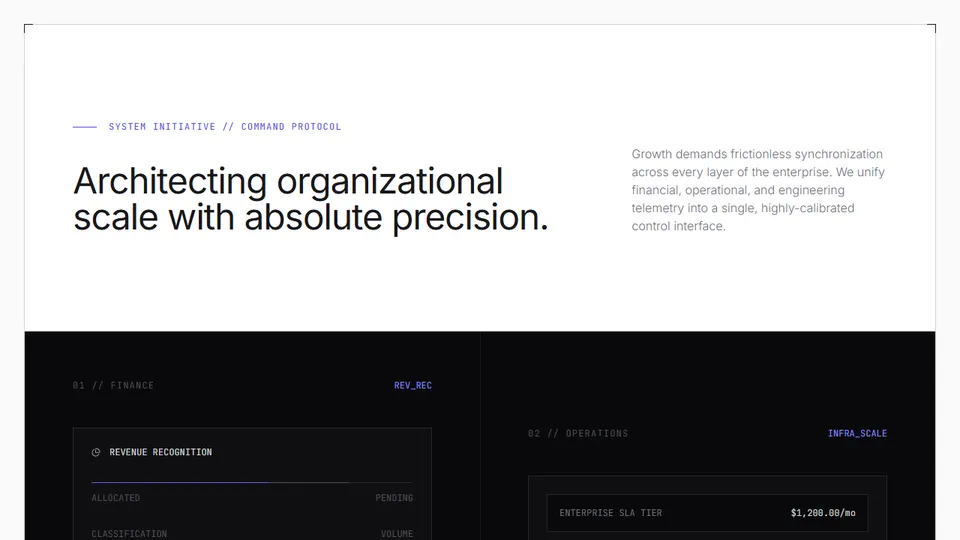 SYSTEM INITIATIVE // COMMAND PROTOCOL
Architecting organizational
scale with absolute precision.
Growth demands frictionless synchronization
across every layer of the enterprise. We unify
financial, operational, and engineering
telemetry into a single, highly-calibrated
control interface.
01 // FINANCE
REV_REC
REVENUE RECOGNITION
ALLOCATED
PENDING
CLASSIFICATION
VOLUME
02 // OPERATIONS
INFRA_SCALE
ENTERPRISE SLA TIER
$1,200.00/mo